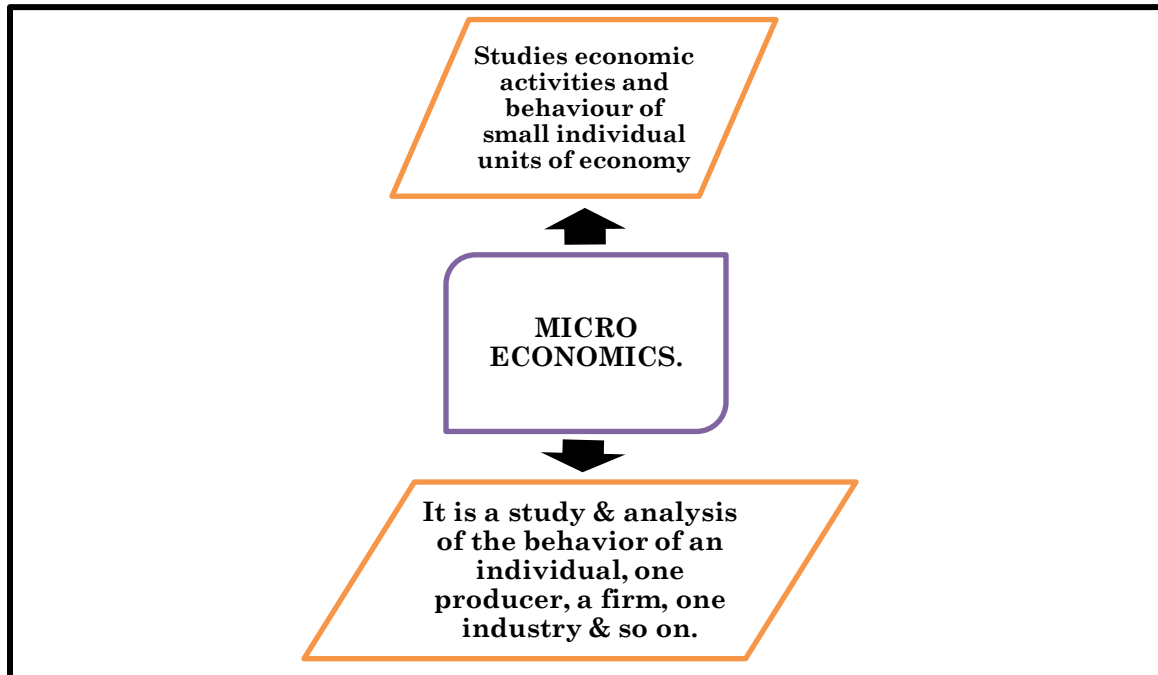 Studies economic
activities and
behaviour of
small individual
units of economy
MICRO
ECONOMICS.
It is a study & analysis
of the behavior of an
individual, one
producer, a firm, one
industry & so on.